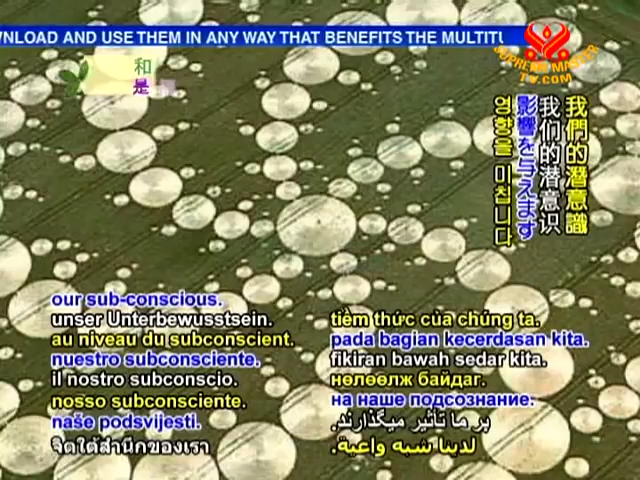 WNLOAD AND USE THEM IN ANY WAY THAT BENEFITS THE MULTITU
SUPREME MASTER
TV.COM
和
是
我們的潛意識
我们的潜意识
影響を与えます
영향을 미칩니다
our sub-conscious.
unser Unterbewusstsein.
au niveau du subconscient.
nuestro subconsciente.
il nostro subconscio.
nosso subconsciente.
naše podsvijesti.
จิตใต้สำนึกของเรา
tiềm thức của chúng ta.
pada bagian kecerdasan kita.
fikiran bawah sedar kita.
нөлөөлж байдаг.
на наше подсознание.
بر ما تأثیر میگذارند.
لدينا شبه واعية.